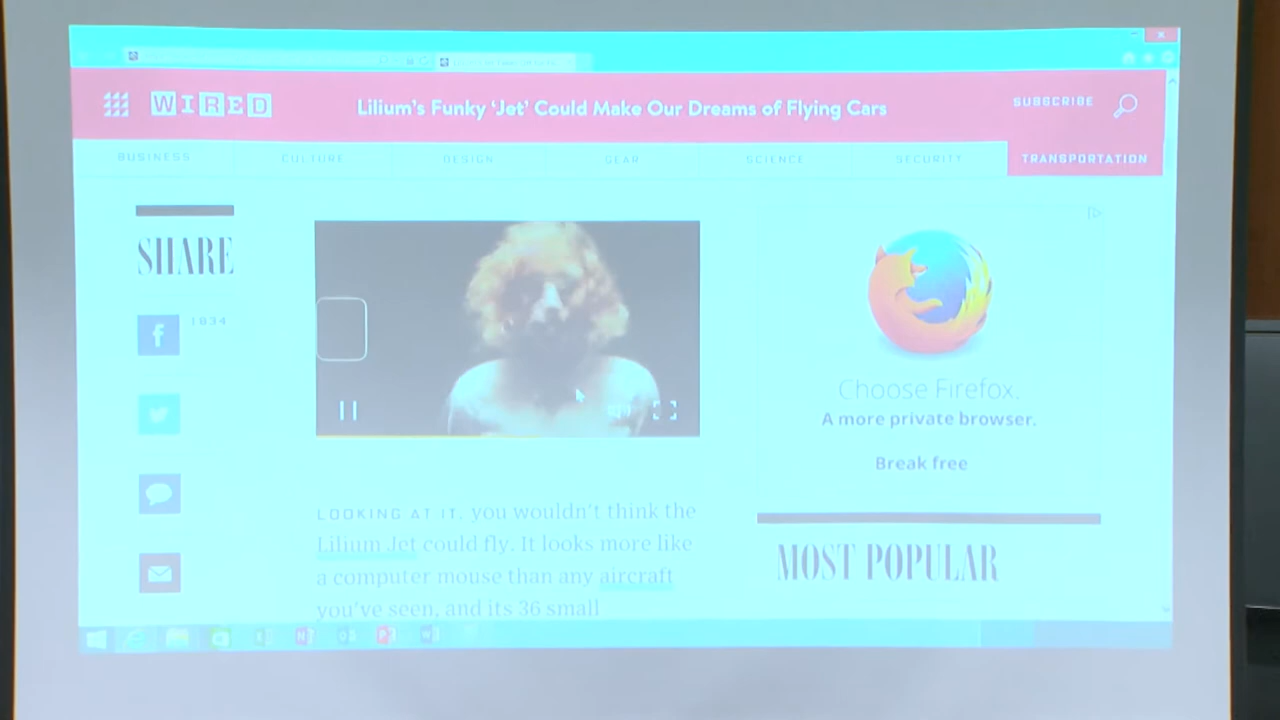 WIRED
Lilium's Funky 'Jet' Could Make Our Dreams of Flying Cars
SUBSCRIBE
BUSINESS
CULTURE
DESIGN
GEAR
SCIENCE
SECURITY
TRANSPORTATION
SHARE
1834
LOOKING AT IT, you wouldn't think the
Lilium Jet could fly. It looks more like
a computer mouse than any aircraft
you've seen, and its 36 small
Choose Firefox.
A more private browser.
Break free
MOST POPULAR